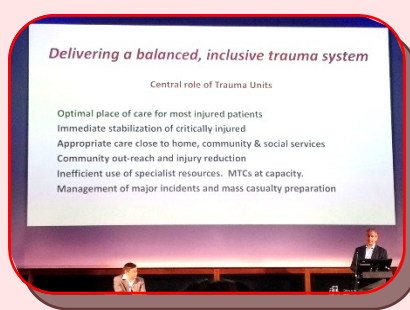 Delivering a balanced, inclusive trauma system
Central role of Trauma Units
Optimal place of care for most injured patients
Immediate stabilization of critically injured
Appropriate care close to home, community & social services
Community out-reach and injury reduction
Inefficient use of specialist resources. MTCs at capacity.
Management of major incidents and mass casualty preparation